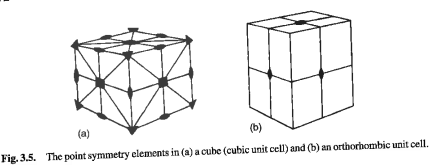 (a)
(b)
Fig. 3.5. The point symmetry elements in (a) a cube (cubic unit cell) and (b) an orthorhombic unit cell.